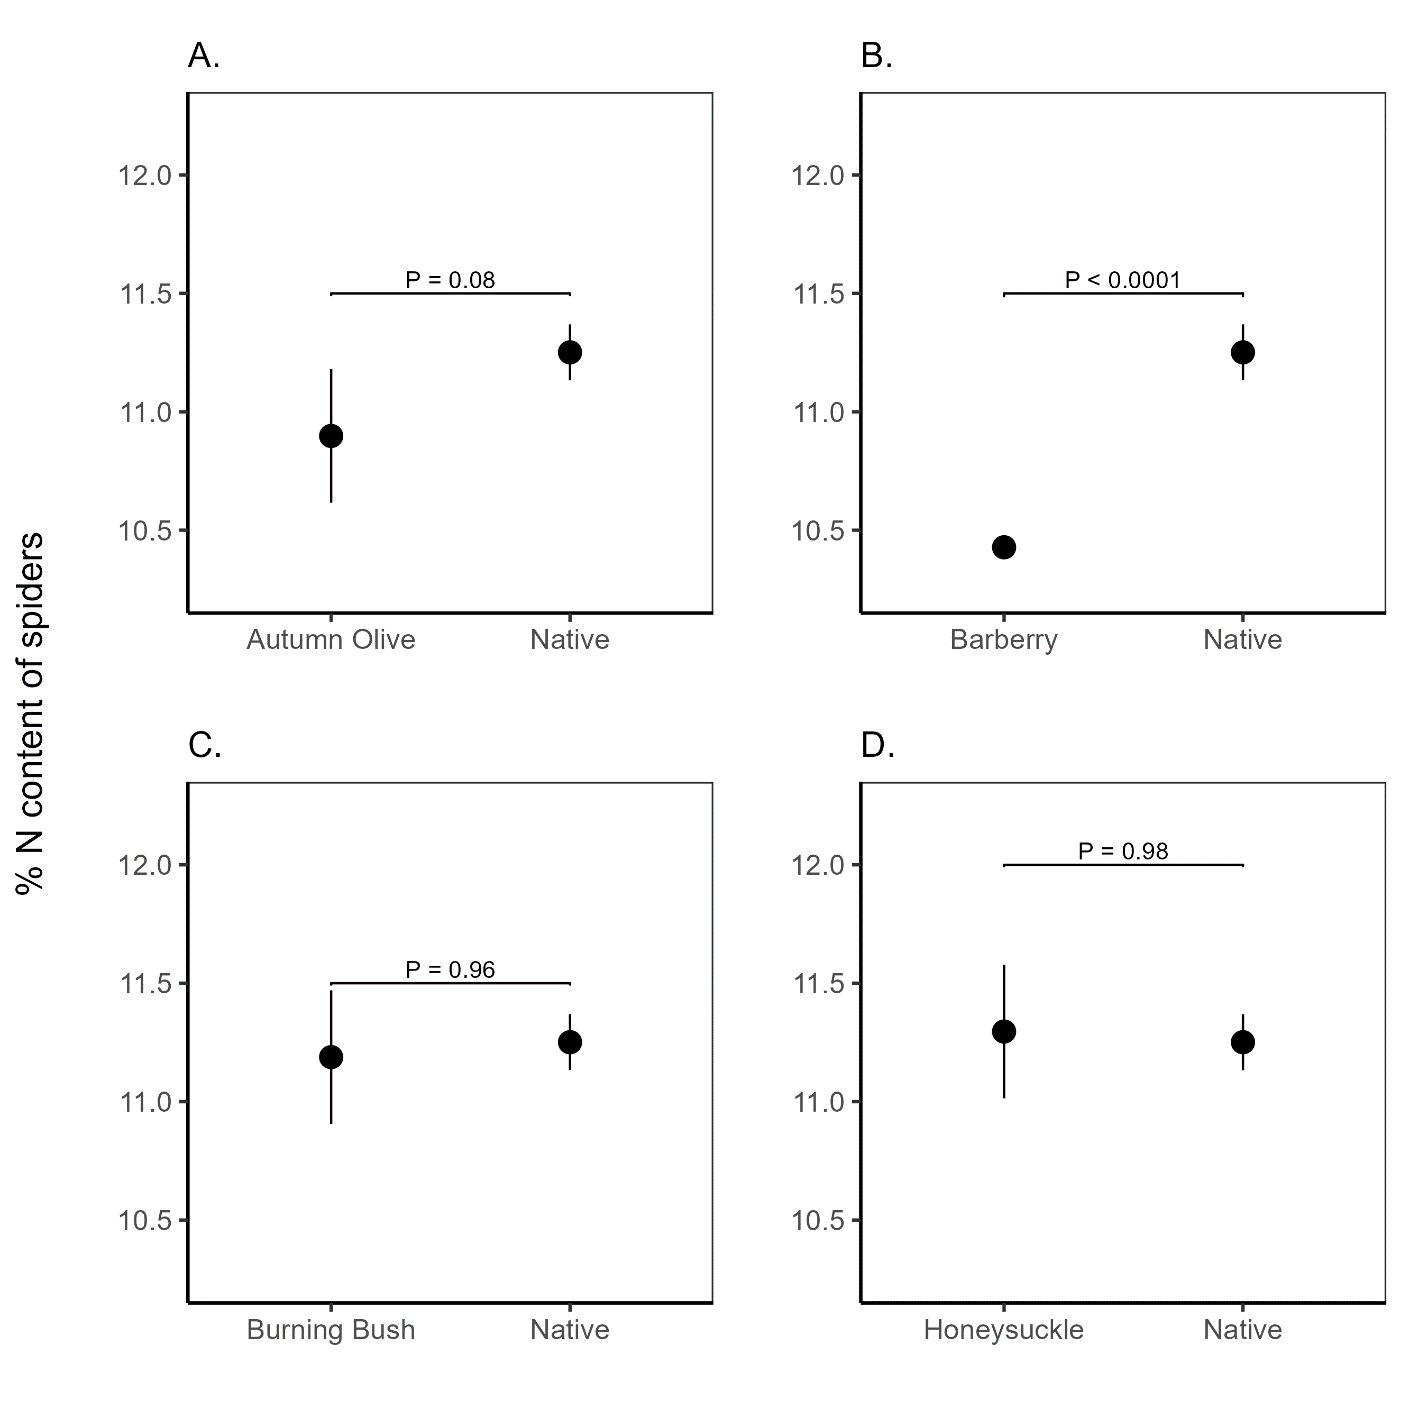 % N content of spiders
A.
12.0
11.5
11.0
10.5
P = 0.08
Autumn Olive Native
B.
12.0
11.5
11.0
10.5
P < 0.0001
Barberry Native
C.
12.0
11.5
11.0
10.5
P = 0.96
Burning Bush Native
D.
12.0
11.5
11.0
10.5
P = 0.98
Honeysuckle Native